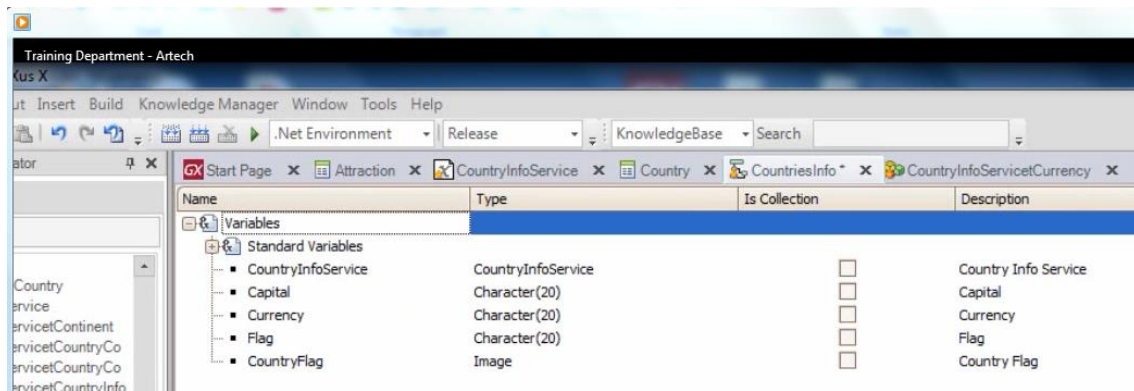 Training Department - Artech
Xus X
ut Insert Build Knowledge Manager Window Tools Help
.Net Environment Release KnowledgeBase Search
ator
GX Start Page Attraction CountryInfoService Country CountriesInfo * CountryInfoServicetCurrency
Name Type Is Collection Description
Variables
Standard Variables
CountryInfoService CountryInfoService Country Info Service
Capital Character(20) Capital
Currency Character(20) Currency
Flag Character(20) Flag
CountryFlag Image Country Flag
Country
ervice
ervicetContinent
ervicetCountryCo
ervicetCountryCo
ervicetCountryInfo